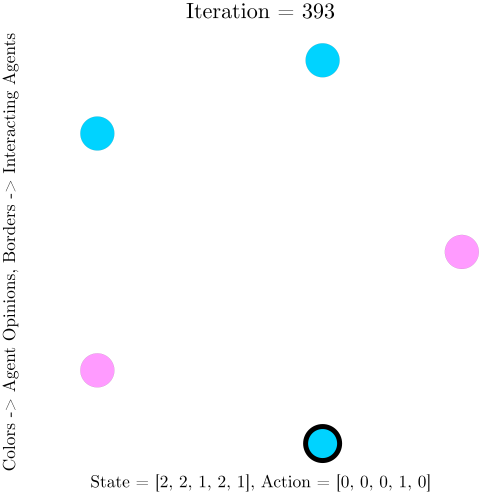 Iteration = 393
Colors -> Agent Opinions, Borders -> Interacting Agents
State = [2, 2, 1, 2, 1], Action = [0, 0, 0, 1, 0]